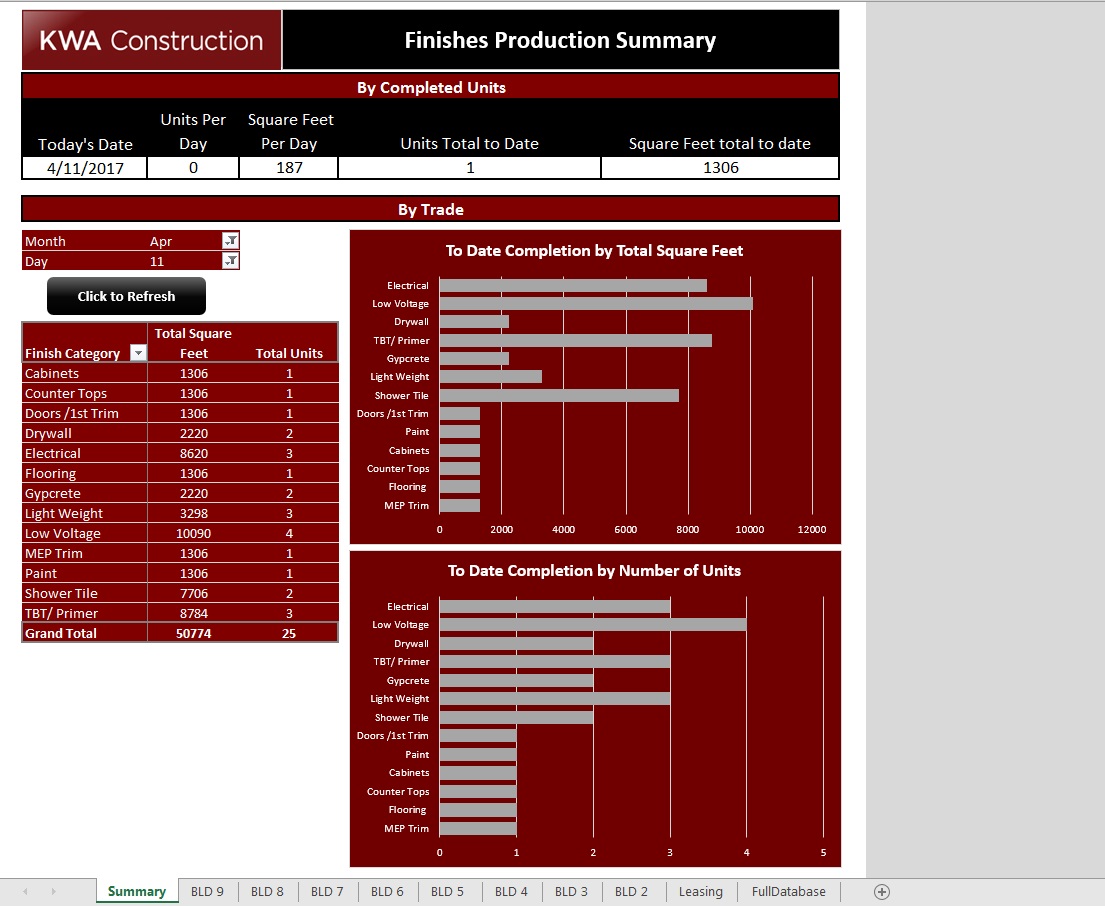 KWA Construction
Finishes Production Summary
By Completed Units
Today's Date Units Per Day Square Feet Per Day Units Total to Date Square Feet total to date
4/11/2017 0 187 1 1306
By Trade
Month Apr
Day 11
Click to Refresh
Finish Category Total Square Feet Total Units
Cabinets 1306 1
Counter Tops 1306 1
Doors /1st Trim 1306 1
Drywall 2220 2
Electrical 8620 3
Flooring 1306 1
Gypcrete 2220 2
Light Weight 3298 3
Low Voltage 10090 4
MEP Trim 1306 1
Paint 1306 1
Shower Tile 7706 2
TBT/ Primer 8784 3
Grand Total 50774 25
To Date Completion by Total Square Feet
Electrical
Low Voltage
Drywall
TBT/ Primer
Gypcrete
Light Weight
Shower Tile
Doors /1st Trim
Paint
Cabinets
Counter Tops
Flooring
MEP Trim
0 2000 4000 6000 8000 10000 12000
To Date Completion by Number of Units
Electrical
Low Voltage
Drywall
TBT/ Primer
Gypcrete
Light Weight
Shower Tile
Doors /1st Trim
Paint
Cabinets
Counter Tops
Flooring
MEP Trim
0 1 2 3 4 5
Summary BLD 9 BLD 8 BLD 7 BLD 6 BLD 5 BLD 4 BLD 3 BLD 2 Leasing FullDatabase